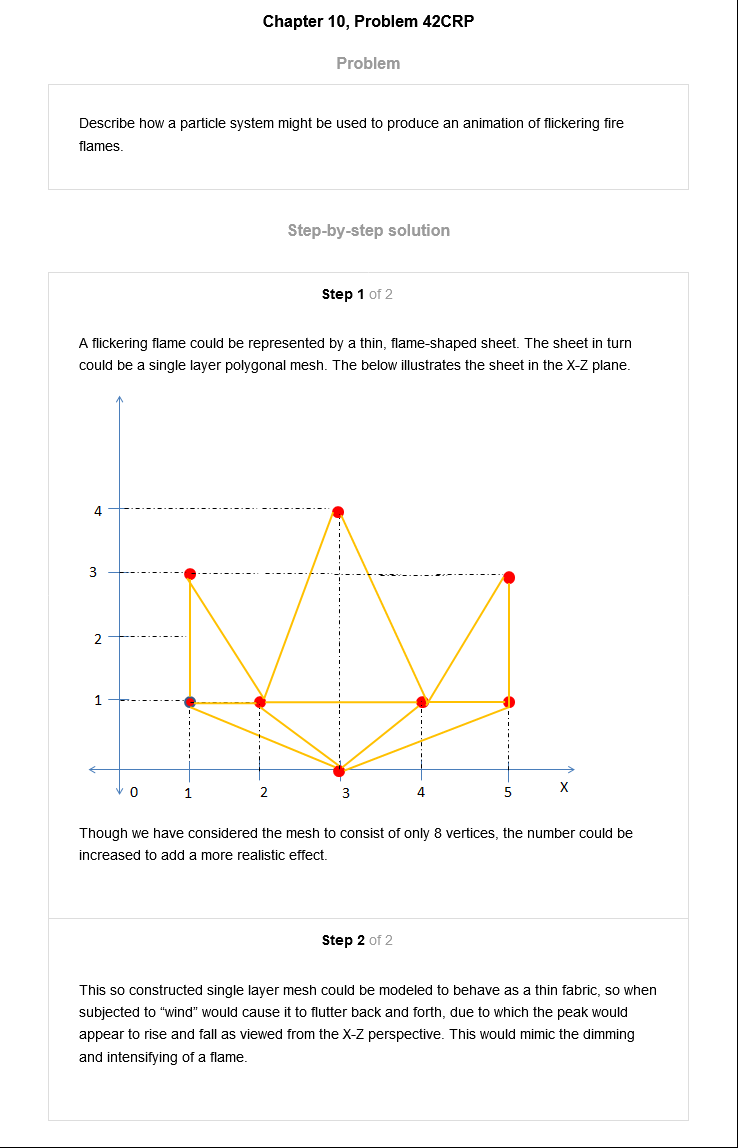 Chapter 10, Problem 42CRP
Problem
Describe how a particle system might be used to produce an animation of flickering fire
flames.
Step-by-step solution
Step 1 of 2
A flickering flame could be represented by a thin, flame-shaped sheet. The sheet in turn
could be a single layer polygonal mesh. The below illustrates the sheet in the X-Z plane.
4
3
2
1
0 1 2 3 4 5 X
Though we have considered the mesh to consist of only 8 vertices, the number could be
increased to add a more realistic effect.
Step 2 of 2
This so constructed single layer mesh could be modeled to behave as a thin fabric, so when
subjected to “wind” would cause it to flutter back and forth, due to which the peak would
appear to rise and fall as viewed from the X-Z perspective. This would mimic the dimming
and intensifying of a flame.